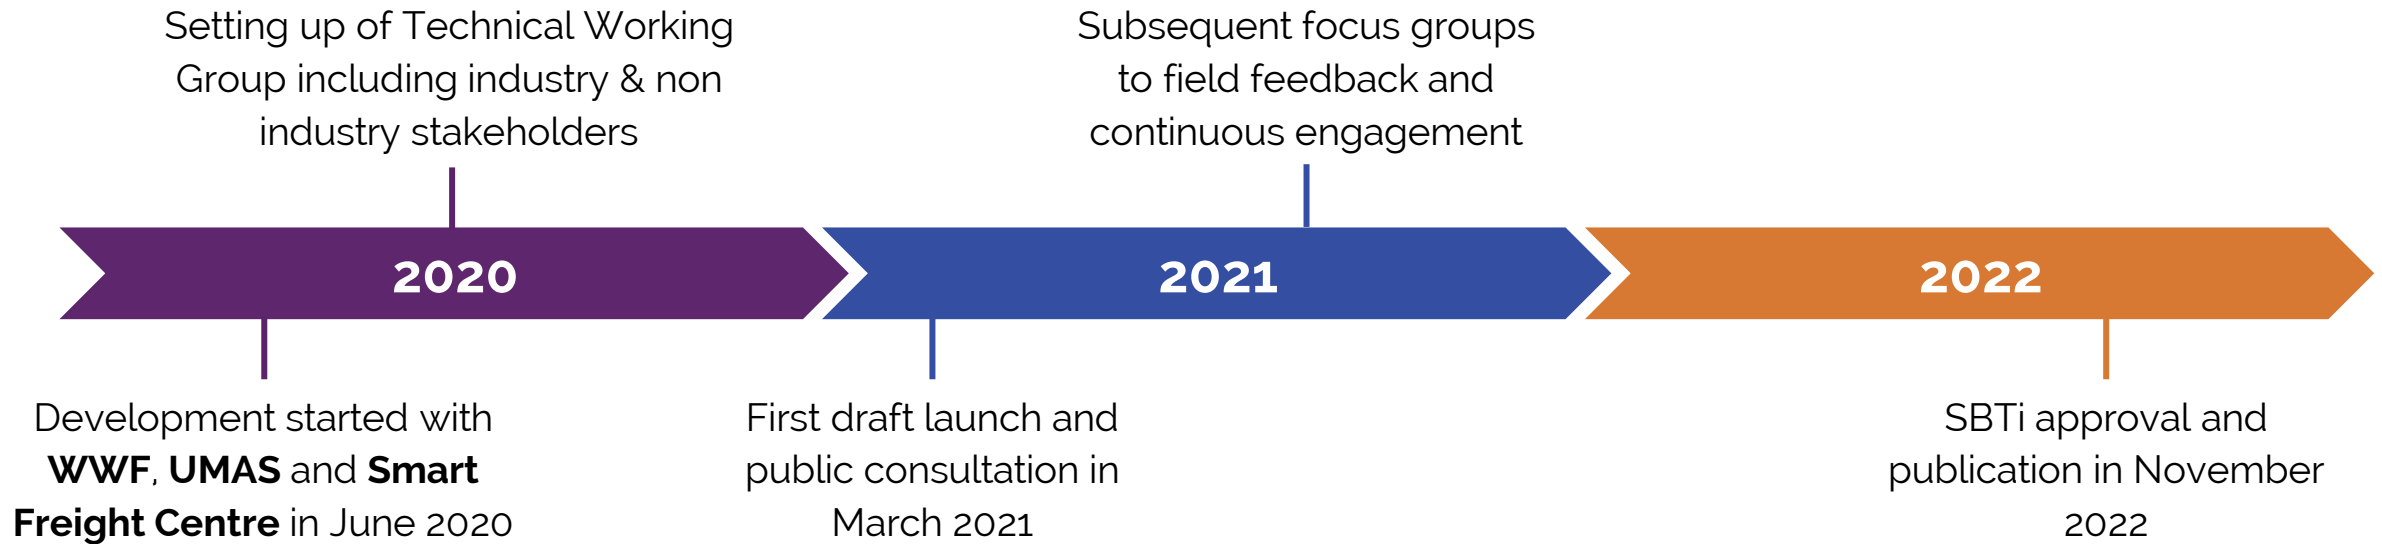 Setting up of Technical Working
Group including industry & non
industry stakeholders
Subsequent focus groups
to field feedback and
continuous engagement
2020
2021
2022
Development started with
WWF, UMAS and Smart
Freight Centre in June 2020
First draft launch and
public consultation in
March 2021
SBTi approval and
publication in November
2022